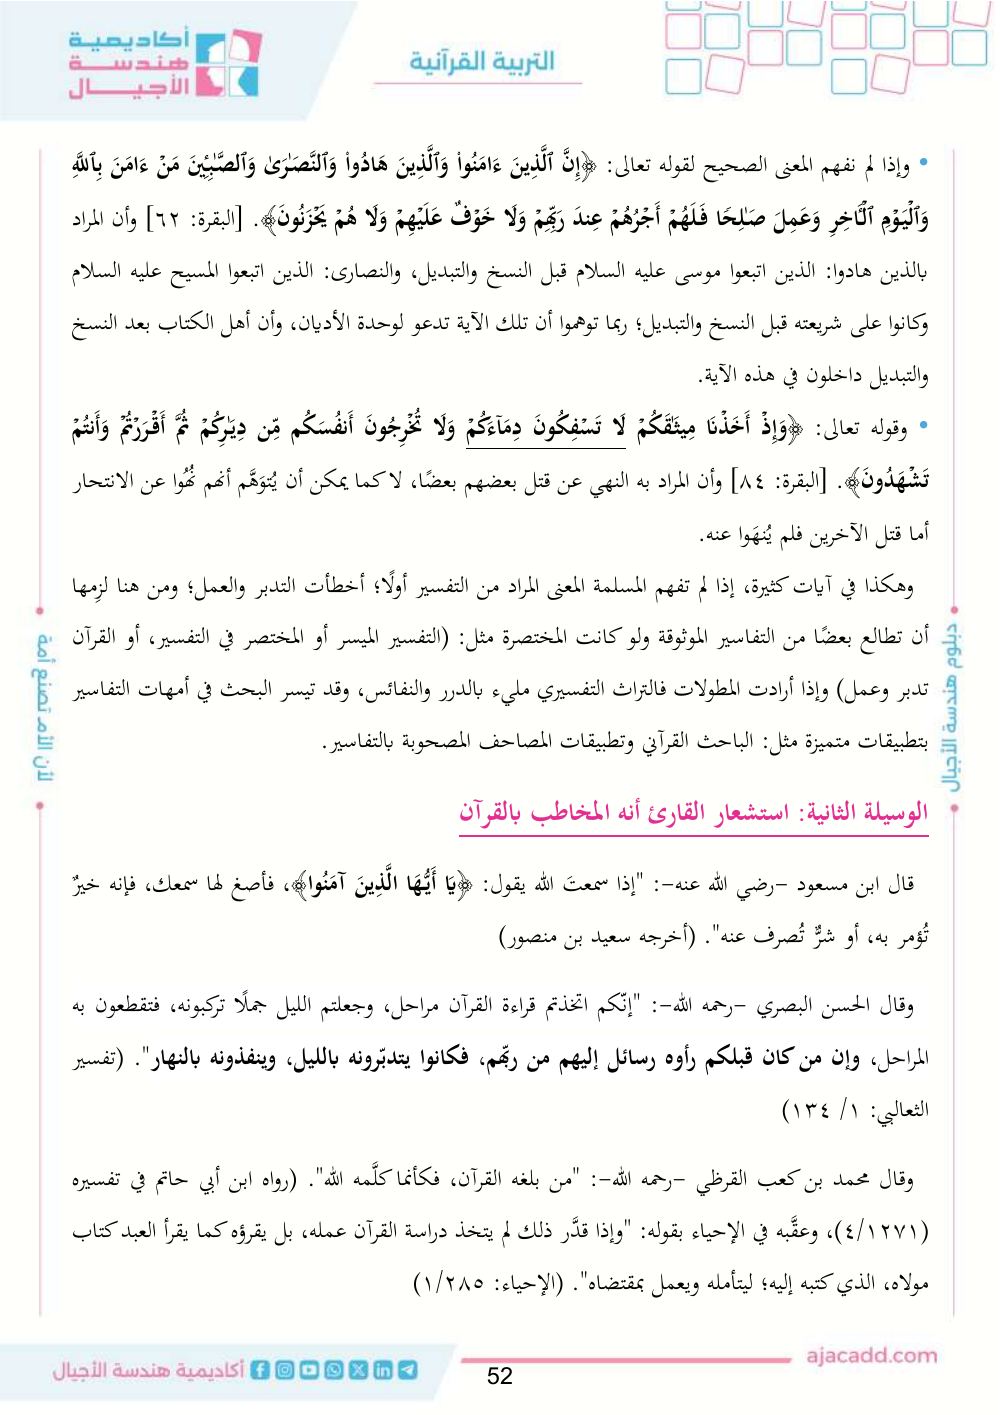 أكاديمية
هندسة
الأجيال
التربية القرآنية
• وإذا لم نفهم المعنى الصحيح لقوله تعالى: ﴿إِنَّ ٱلَّذِينَ ءَامَنُواْ وَٱلَّذِينَ هَادُواْ وَٱلنَّصَٰرَىٰ وَٱلصَّٰبِـِٔينَ مَنۡ ءَامَنَ بِٱللَّهِ
وَٱلۡيَوۡمِ ٱلۡأٓخِرِ وَعَمِلَ صَٰلِحٗا فَلَهُمۡ أَجۡرُهُمۡ عِندَ رَبِّهِمۡ وَلَا خَوۡفٌ عَلَيۡهِمۡ وَلَا هُمۡ يَحۡزَنُونَ﴾. [البقرة: ٦٢] وأن المراد
بالذين هادوا: الذين اتبعوا موسى عليه السلام قبل النسخ والتبديل، والنصارى: الذين اتبعوا المسيح عليه السلام
وكانوا على شريعته قبل النسخ والتبديل؛ ربما توهموا أن تلك الآية تدعو لوحدة الأديان، وأن أهل الكتاب بعد النسخ
والتبديل داخلون في هذه الآية.
• وقوله تعالى: ﴿وَإِذۡ أَخَذۡنَا مِيثَٰقَكُمۡ لَا تَسۡفِكُونَ دِمَآءَكُمۡ وَلَا تُخۡرِجُونَ أَنفُسَكُم مِّن دِيَٰرِكُمۡ ثُمَّ أَقۡرَرۡتُمۡ وَأَنتُمۡ
تَشۡهَدُونَ﴾. [البقرة: ٨٤] وأن المراد به النهي عن قتل بعضهم بعضًا، لا كما يمكن أن يُتوَهَّم أنهم نُهُوا عن الانتحار
أما قتل الآخرين فلم يُنهَوا عنه.
وهكذا في آيات كثيرة، إذا لم تفهم المسلمة المعنى المراد من التفسير أولًا؛ أخطأت التدبر والعمل؛ ومن هنا لزِمها
أن تطالع بعضًا من التفاسير الموثوقة ولو كانت المختصرة مثل: (التفسير الميسر أو المختصر في التفسير، أو القرآن
تدبر وعمل) وإذا أرادت المطولات فالتراث التفسيري مليء بالدرر والنفائس، وقد تيسر البحث في أمهات التفاسير
بتطبيقات متميزة مثل: الباحث القرآني وتطبيقات المصاحف المصحوبة بالتفاسير.
الوسيلة الثانية: استشعار القارئ أنه المخاطب بالقرآن
قال ابن مسعود -رضي الله عنه-: "إذا سمعتَ الله يقول: ﴿يَا أَيُّهَا الَّذِينَ آمَنُوا﴾، فأصغ لها سمعك، فإنه خيرٌ
تُؤمر به، أو شرٌّ تُصرف عنه". (أخرجه سعيد بن منصور)
وقال الحسن البصري -رحمه الله-: "إنّكم اتخذتم قراءة القرآن مراحل، وجعلتم الليل جملًا تركبونه، فتقطعون به
المراحل، وإن من كان قبلكم رأوه رسائل إليهم من ربّهم، فكانوا يتدبّرونه بالليل، وينفذونه بالنهار". (تفسير
الثعالبي: ١/ ١٣٤)
وقال محمد بن كعب القرظي -رحمه الله-: "من بلغه القرآن، فكأنما كلَّمه الله". (رواه ابن أبي حاتم في تفسيره
(٤/١٢٧١)، وعقَّبه في الإحياء بقوله: "وإذا قدَّر ذلك لم يتخذ دراسة القرآن عمله، بل يقرؤه كما يقرأ العبد كتاب
مولاه، الذي كتبه إليه؛ ليتأمله ويعمل بمقتضاه". (الإحياء: ١/٢٨٥)
دبلوم هندسة الأجيال
لأن الأم تصنع أمة
أكاديمية هندسة الأجيال
52
ajacadd.com